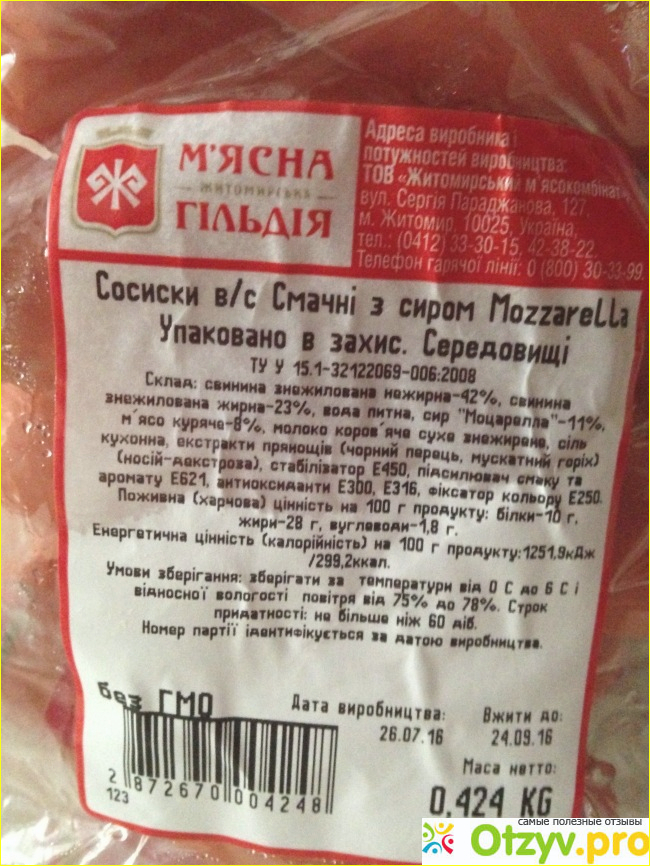 М'ЯСНА
ЖИТОМИРСЬКА
ГІЛЬДІЯ
Адреса виробника і
потужностей виробництва:
ТОВ «Житомирський м'ясокомбінат»
вул. Сергія Параджанова, 127,
м. Житомир, 10025, Україна,
тел.: (0412) 33-30-15, 42-38-22
Телефон гарячої лінії: 0 (800) 30-33-99
Сосиски в/с Смачні з сиром Mozzarella
Упаковано в захис. Середовищі
ТУ У 15.1-32122069-006:2008
Склад: свинина знежилована нежирна-42%, свинина
знежилована жирна-23%, вода питна, сир "Моцарелла"-11%,
м´ясо куряче-8%, молоко коров´яче сухе знежирене, сіль
кухонна, екстракти прянощів (чорний перець, мускатний горіх)
(носій-декстроза), стабілізатор Е450, підсилювач смаку та
аромату Е621, антиоксиданти Е300, Е316, фіксатор кольору Е250.
Поживна (харчова) цінність на 100 г продукту: білки-10 г,
жири-28 г, вуглеводи-1,8 г.
Енергетична цінність (калорійність) на 100 г продукту:1251,9кДж
/299,2ккал.
Умови зберігання: зберігати за температури від 0 С до 6 С і
відносної вологості повітря від 75% до 78%. Строк
придатності: не більше ніж 60 діб.
Номер партії ідентифікується за датою виробництва.
без ГМО
Дата виробництва: Вжити до:
26.07.16 24.09.16
Маса нетто:
0,424 KG
2 872670 004248
123
самые полезные отзывы
Otzyv.pro